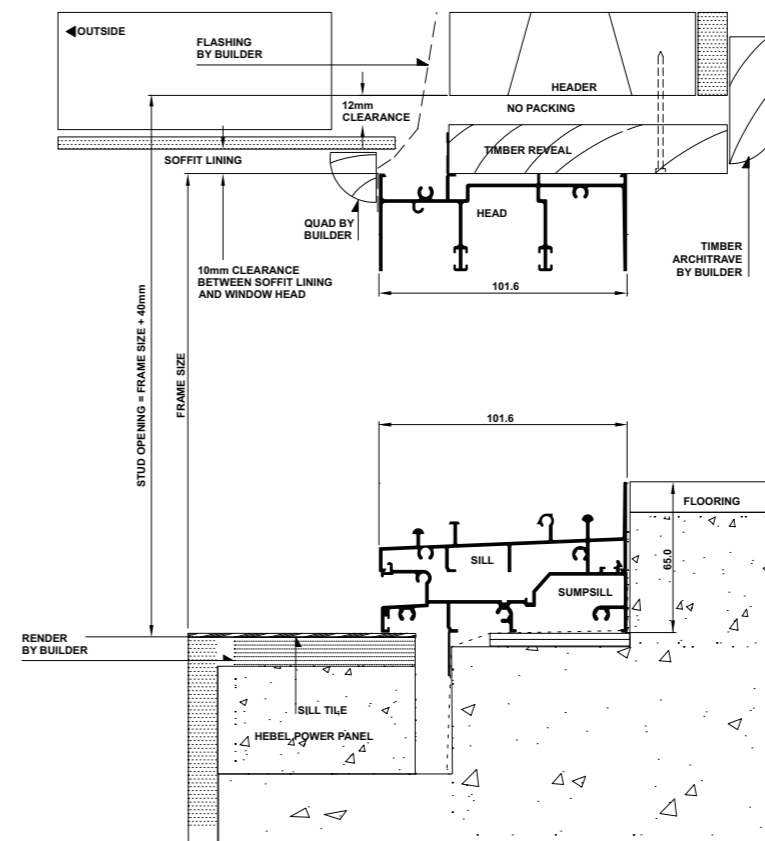 OUTSIDE
FLASHING
BY BUILDER
HEADER
12mm
CLEARANCE
NO PACKING
SOFFIT LINING
TIMBER REVEAL
HEAD
QUAD BY
BUILDER
TIMBER
ARCHITRAVE
BY BUILDER
10mm CLEARANCE
BETWEEN SOFFIT LINING
AND WINDOW HEAD
101.6
STUD OPENING = FRAME SIZE + 40mm
FRAME SIZE
101.6
FLOORING
65.0
SILL
SUMPSILL
RENDER
BY BUILDER
SILL TILE
HEBEL POWER PANEL